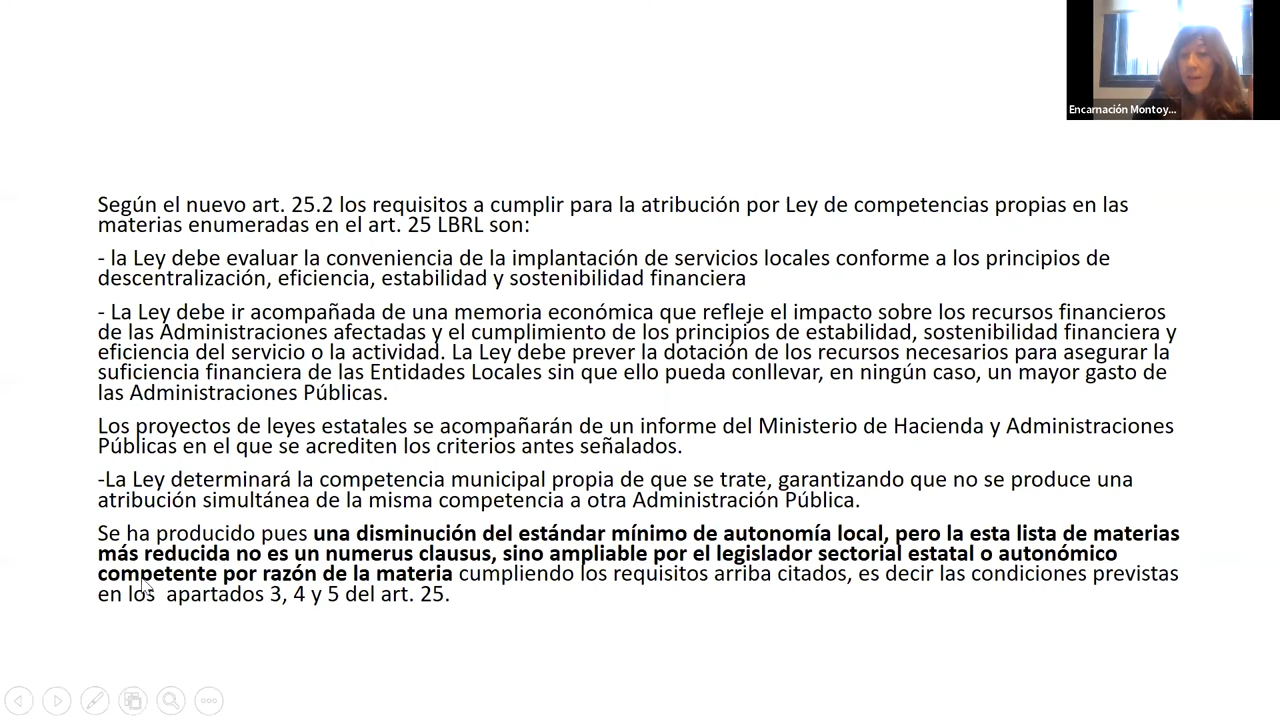 Encarnación Montoy...
Según el nuevo art. 25.2 los requisitos a cumplir para la atribución por Ley de competencias propias en las
materias enumeradas en el art. 25 LBRL son:
- la Ley debe evaluar la conveniencia de la implantación de servicios locales conforme a los principios de
descentralización, eficiencia, estabilidad y sostenibilidad financiera
- La Ley debe ir acompañada de una memoria económica que refleje el impacto sobre los recursos financieros
de las Administraciones afectadas y el cumplimiento de los principios de estabilidad, sostenibilidad financiera y
eficiencia del servicio o la actividad. La Ley debe prever la dotación de los recursos necesarios para asegurar la
suficiencia financiera de las Entidades Locales sin que ello pueda conllevar, en ningún caso, un mayor gasto de
las Administraciones Públicas.
Los proyectos de leyes estatales se acompañarán de un informe del Ministerio de Hacienda y Administraciones
Públicas en el que se acrediten los criterios antes señalados.
-La Ley determinará la competencia municipal propia de que se trate, garantizando que no se produce una
atribución simultánea de la misma competencia a otra Administración Pública.
Se ha producido pues una disminución del estándar mínimo de autonomía local, pero la esta lista de materias
más reducida no es un numerus clausus, sino ampliable por el legislador sectorial estatal o autonómico
competente por razón de la materia cumpliendo los requisitos arriba citados, es decir las condiciones previstas
en los apartados 3, 4 y 5 del art. 25.